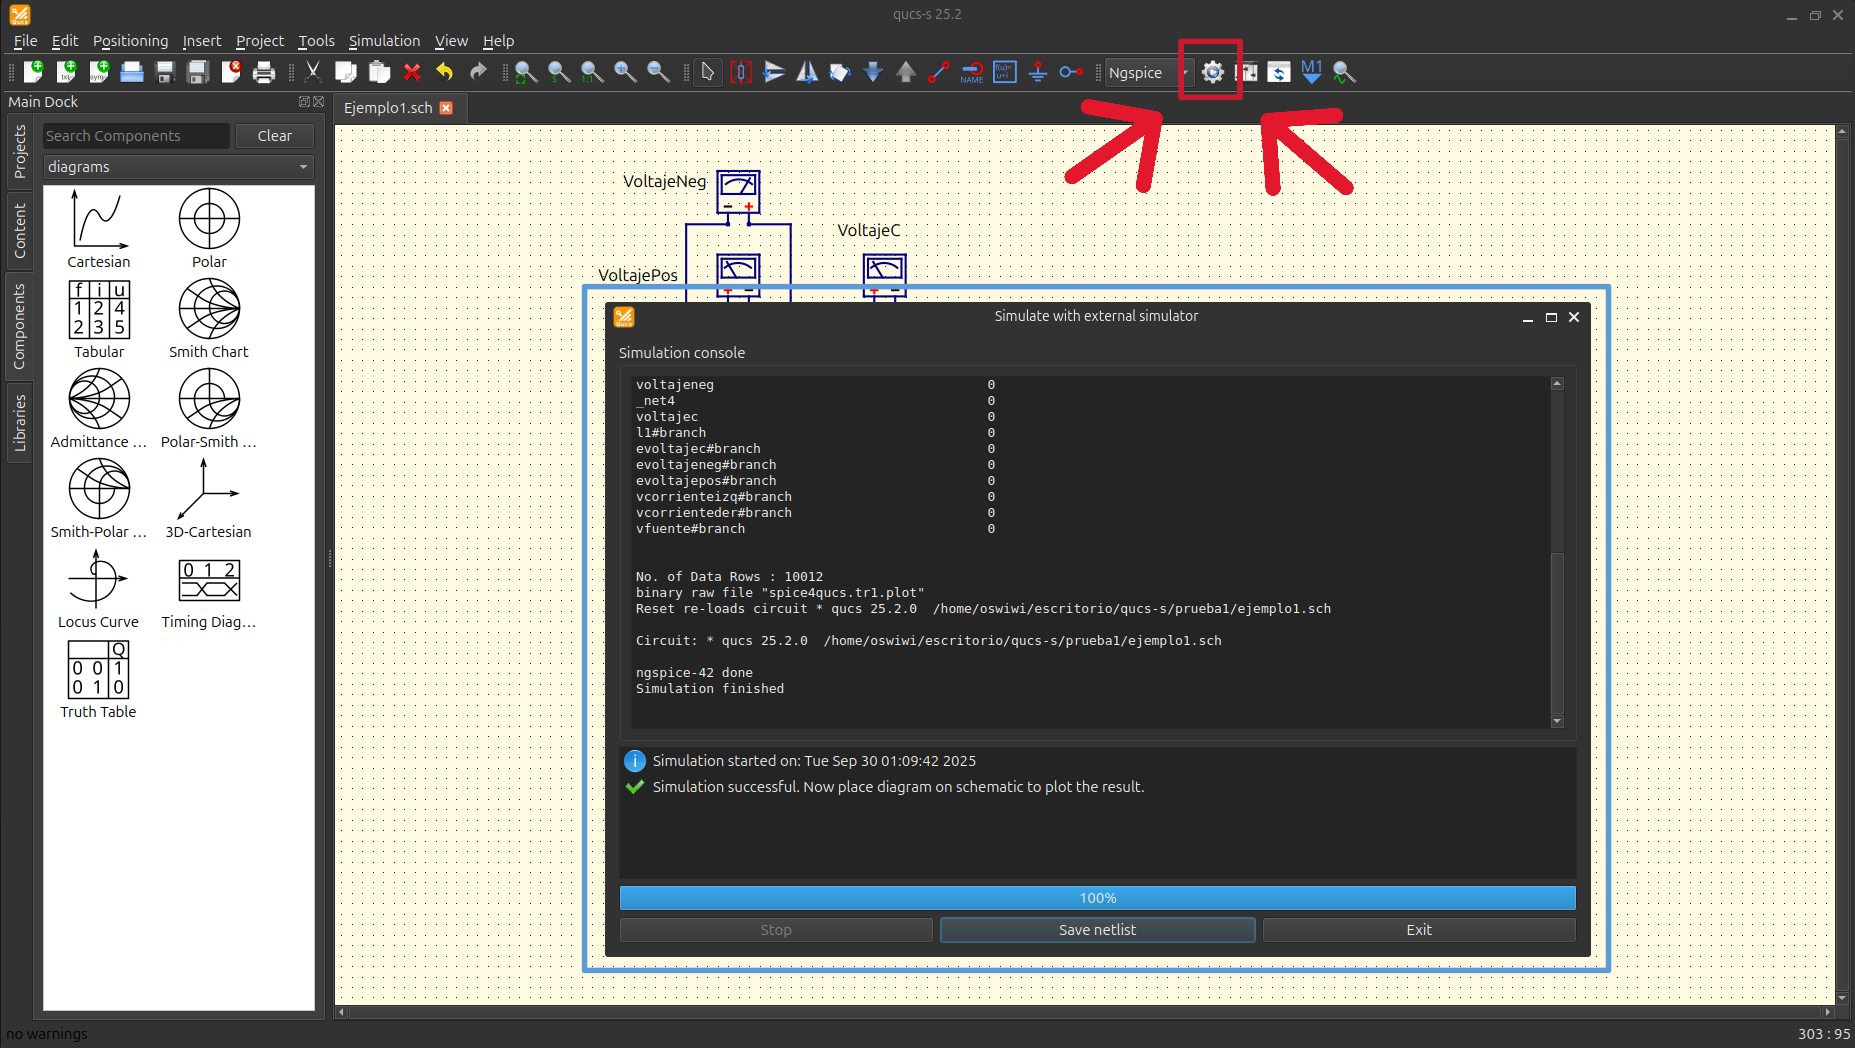 qucs-s 25.2
File Edit Positioning Insert Project Tools Simulation View Help
Ngspice
M1
NAME
Main Dock
Ejemplo1.sch
Search Components Clear
diagrams
Projects
Content
Components
Libraries
Cartesian Polar
f i u
1 2 4
2 3 5
Tabular Smith Chart
Admittance ... Polar-Smith ...
Smith-Polar ... 3D-Cartesian
0 1 2
Locus Curve Timing Diag...
Q
0 0 1
0 1 0
Truth Table
VoltajeNeg
VoltajeC
VoltajePos
Simulate with external simulator
Simulation console
voltajeneg 0
_net4 0
voltajec 0
l1#branch 0
evoltajec#branch 0
evoltajeneg#branch 0
evoltajepos#branch 0
vcorrienteizq#branch 0
vcorrienteder#branch 0
vfuente#branch 0
No. of Data Rows : 10012
binary raw file "spice4qucs.tr1.plot"
Reset re-loads circuit * qucs 25.2.0 /home/oswiwi/escritorio/qucs-s/prueba1/ejemplo1.sch
Circuit: * qucs 25.2.0 /home/oswiwi/escritorio/qucs-s/prueba1/ejemplo1.sch
ngspice-42 done
Simulation finished
Simulation started on: Tue Sep 30 01:09:42 2025
Simulation successful. Now place diagram on schematic to plot the result.
100%
Stop Save netlist Exit
no warnings
303 : 95